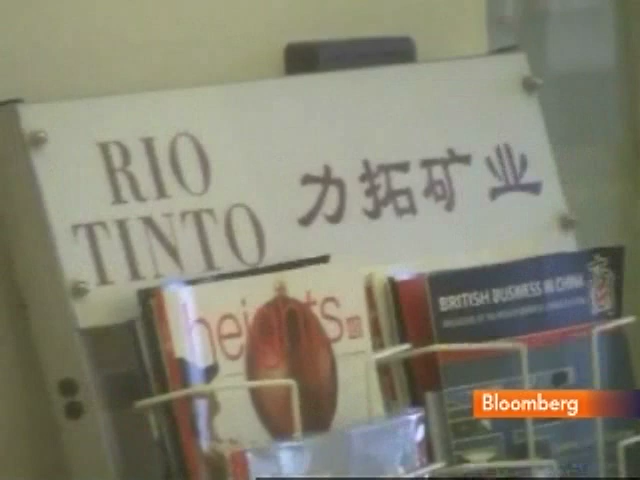 RIO
TINTO
力拓矿业
heights
BRITISH BUSINESS IN CHINA
Bloomberg